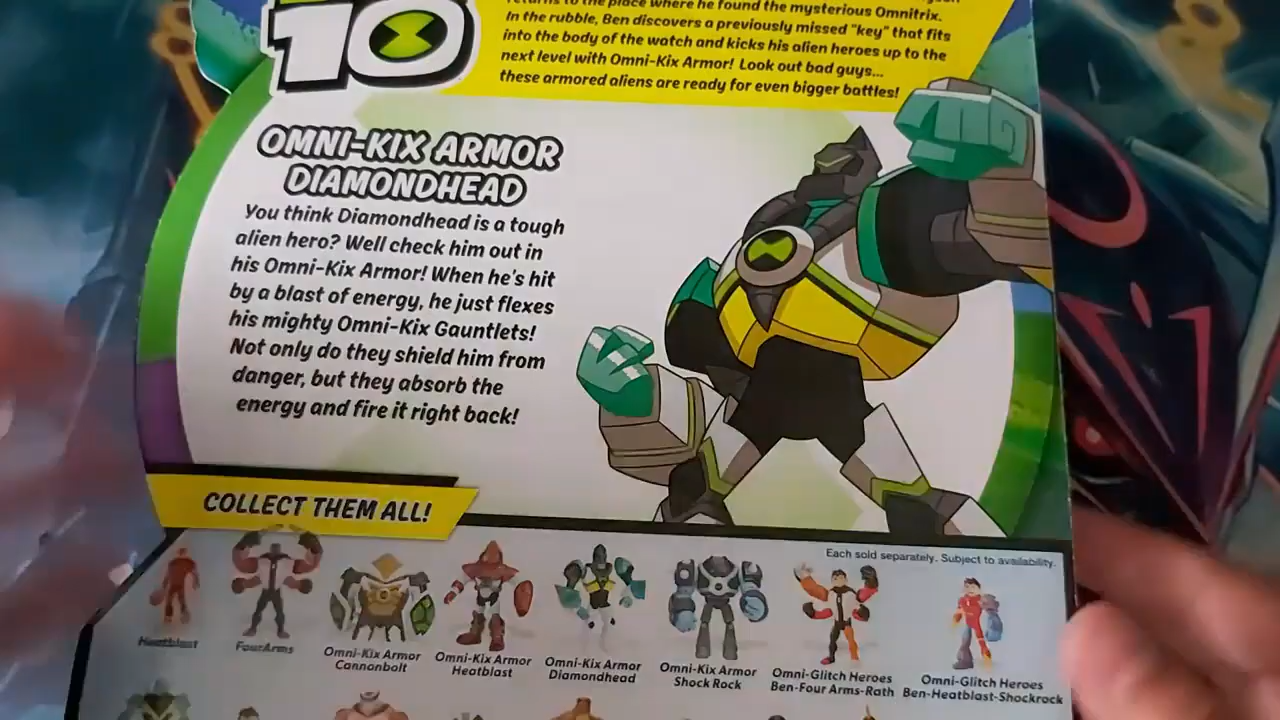 returns to the place where he found the mysterious Omnitrix.
In the rubble, Ben discovers a previously missed "key" that fits
into the body of the watch and kicks his alien heroes up to the
next level with Omni-Kix Armor! Look out bad guys...
these armored aliens are ready for even bigger battles!
10
OMNI-KIX ARMOR
DIAMONDHEAD
You think Diamondhead is a tough
alien hero? Well check him out in
his Omni-Kix Armor! When he's hit
by a blast of energy, he just flexes
his mighty Omni-Kix Gauntlets!
Not only do they shield him from
danger, but they absorb the
energy and fire it right back!
COLLECT THEM ALL!
Each sold separately. Subject to availability.
Heatblast
FourArms
Omni-Kix Armor
Cannonbolt
Omni-Kix Armor
Heatblast
Omni-Kix Armor
Diamondhead
Omni-Kix Armor
Shock Rock
Omni-Glitch Heroes
Ben-Four Arms-Rath
Omni-Glitch Heroes
Ben-Heatblast-Shockrock